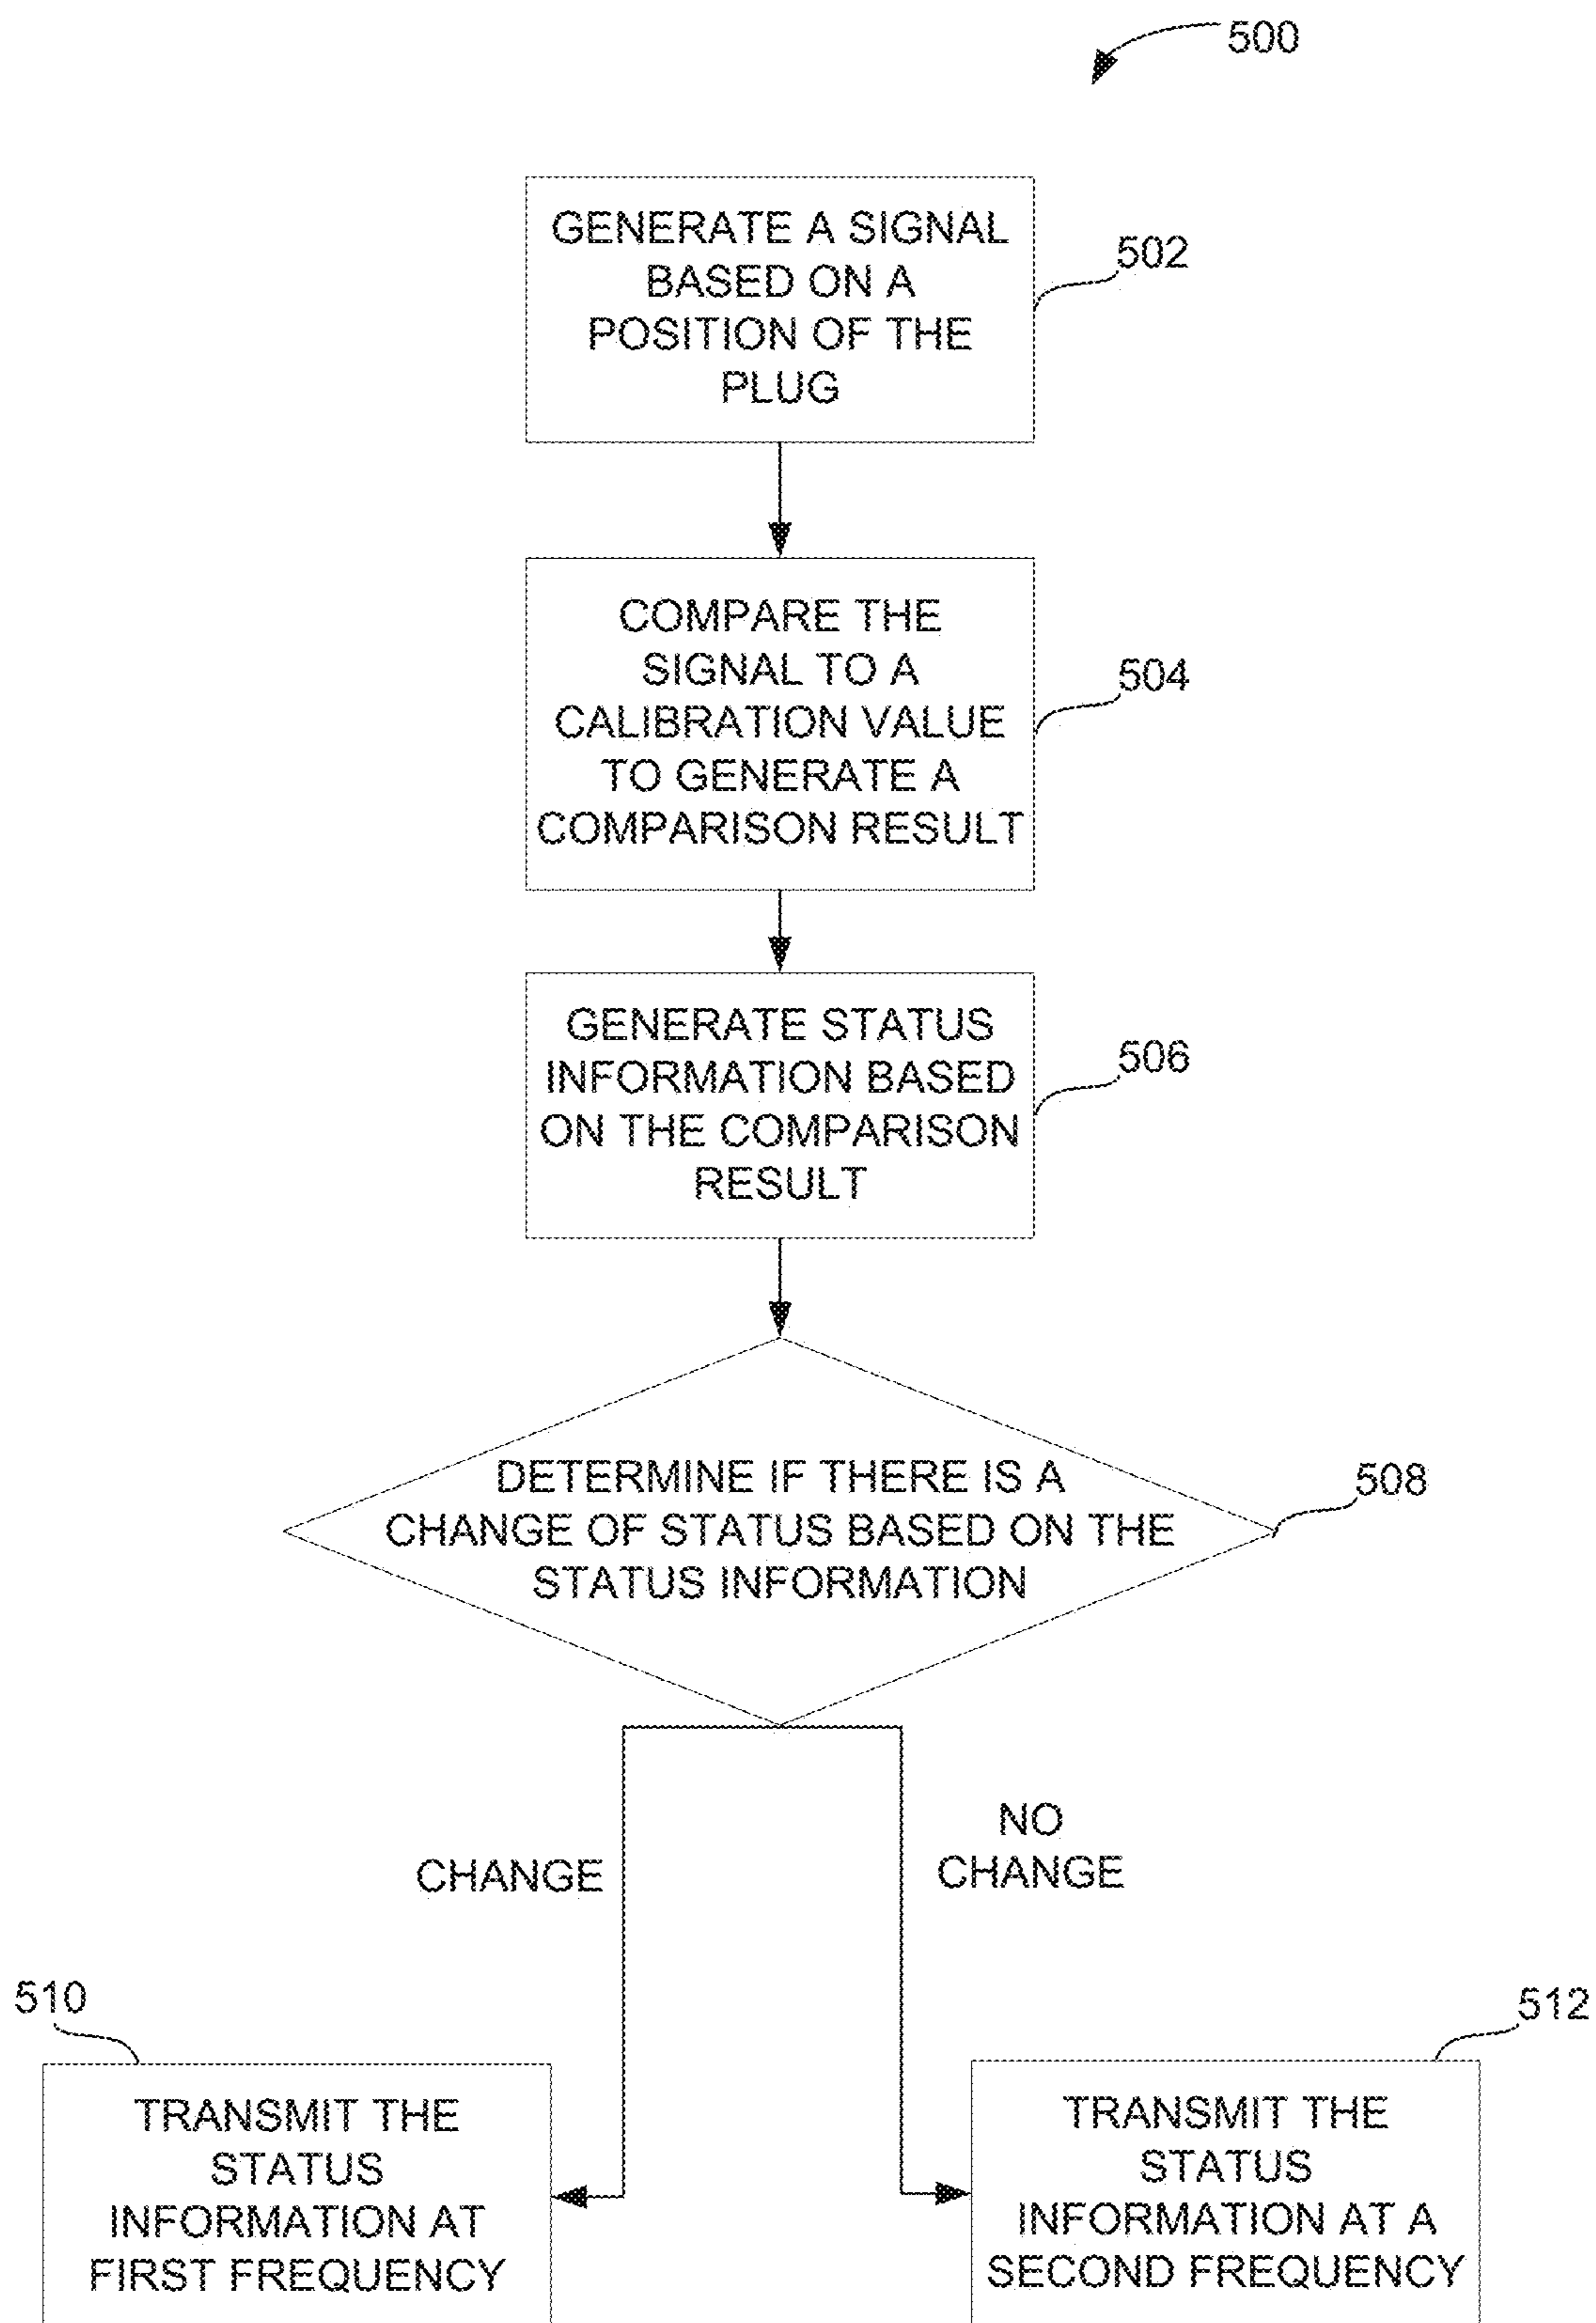 500
GENERATE A SIGNAL
BASED ON A
POSITION OF THE
PLUG
502
COMPARE THE
SIGNAL TO A
CALIBRATION VALUE
TO GENERATE A
COMPARISON RESULT
504
GENERATE STATUS
INFORMATION BASED
ON THE COMPARISON
RESULT
506
DETERMINE IF THERE IS A
CHANGE OF STATUS BASED ON THE
STATUS INFORMATION
508
CHANGE
NO
CHANGE
510
TRANSMIT THE
STATUS
INFORMATION AT
FIRST FREQUENCY
512
TRANSMIT THE
STATUS
INFORMATION AT A
SECOND FREQUENCY